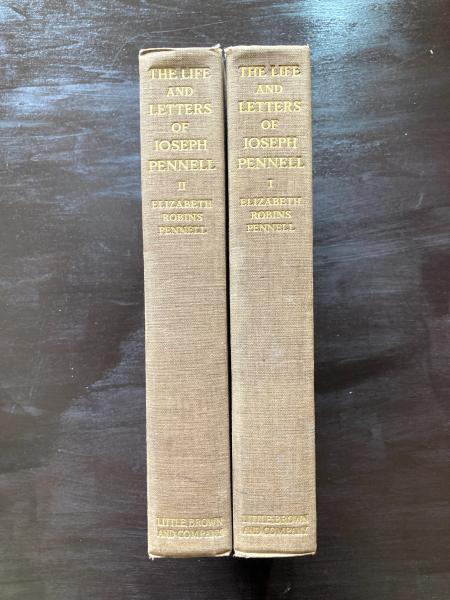 THE LIFE
AND
LETTERS
OF
JOSEPH
PENNELL
II
ELIZABETH
ROBINS
PENNELL
LITTLE, BROWN
AND COMPANY
THE LIFE
AND
LETTERS
OF
JOSEPH
PENNELL
I
ELIZABETH
ROBINS
PENNELL
LITTLE, BROWN
AND COMPANY